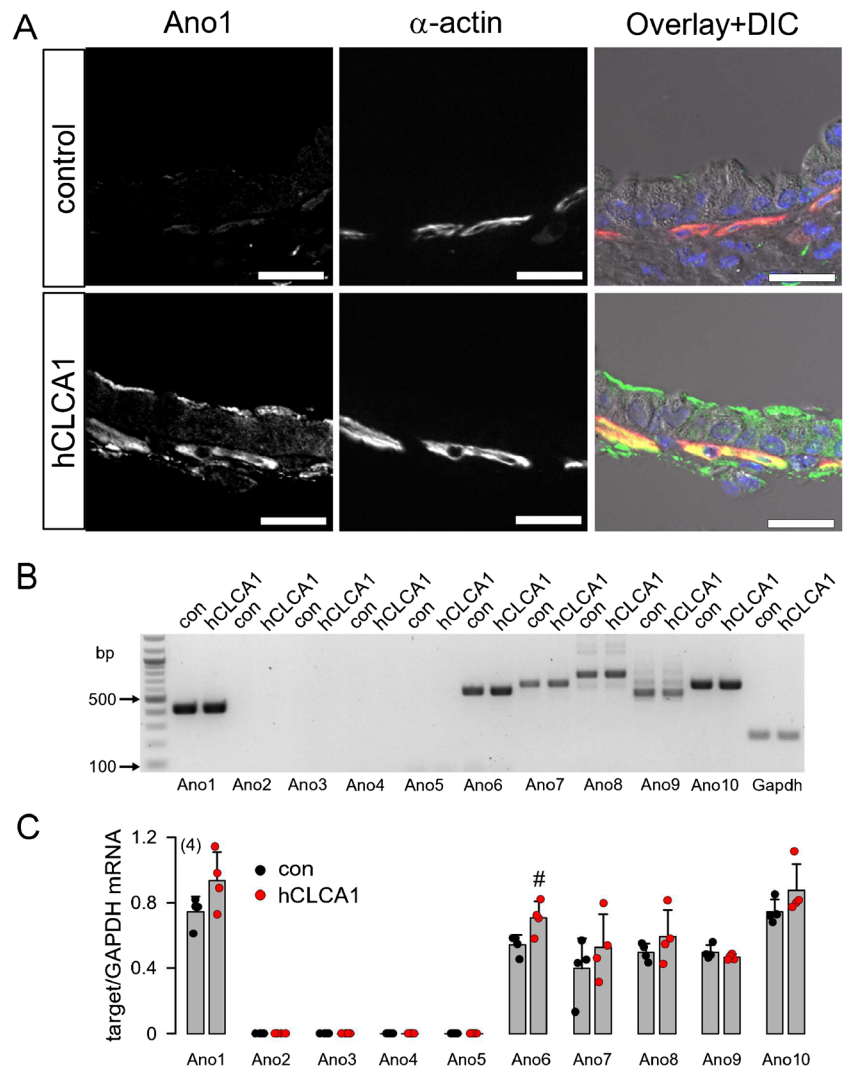 A
Ano1 α-actin Overlay+DIC
control
hCLCA1
B
con hCLCA1 con hCLCA1 con hCLCA1 con hCLCA1 con hCLCA1 con hCLCA1 con hCLCA1 con hCLCA1 con hCLCA1 con hCLCA1 con hCLCA1
bp
500
100
Ano1 Ano2 Ano3 Ano4 Ano5 Ano6 Ano7 Ano8 Ano9 Ano10 Gapdh
C
target/GAPDH mRNA
1.2
(4)
con
hCLCA1
#
0.8
0.4
0
Ano1 Ano2 Ano3 Ano4 Ano5 Ano6 Ano7 Ano8 Ano9 Ano10